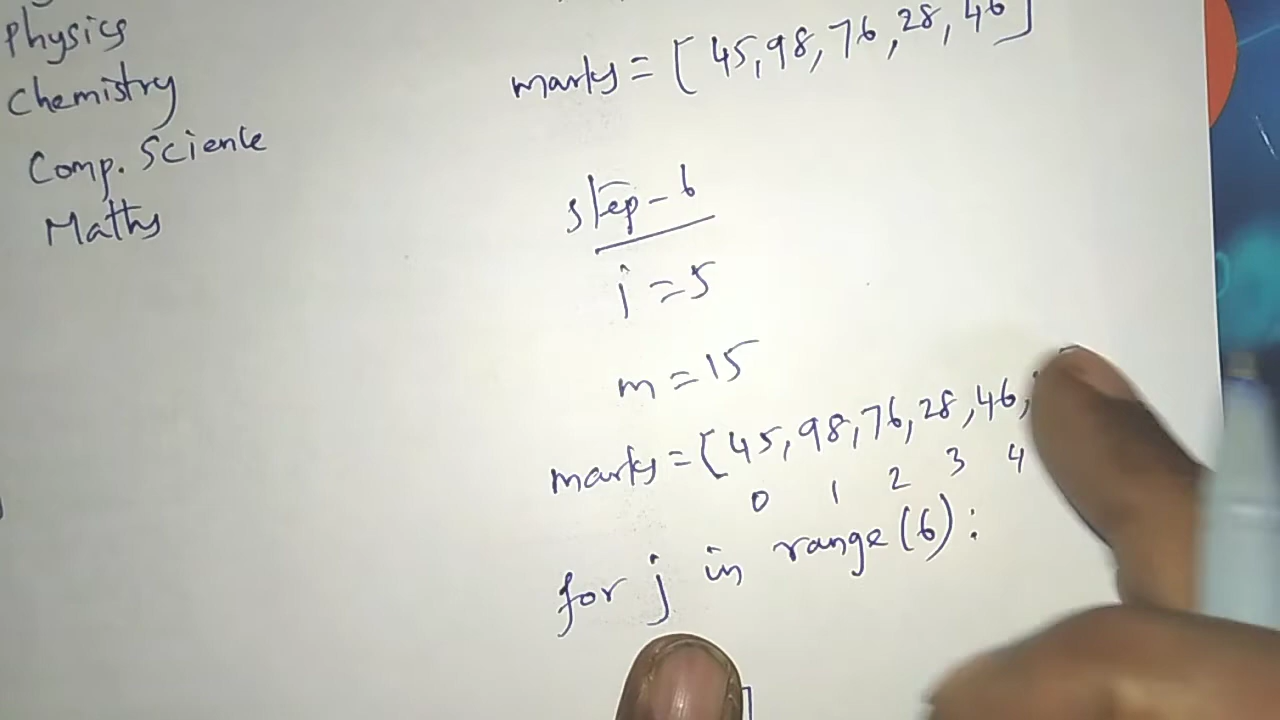 Physics
Chemistry
Comp. Science
Maths
marks = [45,98,76,28,46]
step-6
i = 5
m = 15
marks = [45,98,76,28,46,
0 1 2 3 4
for j in range(6):